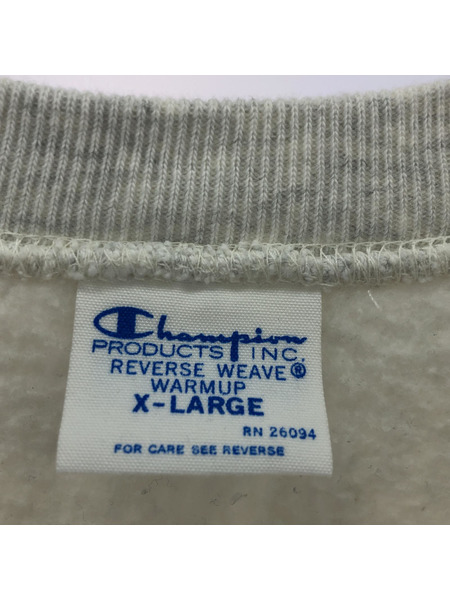 Champion
PRODUCTS INC.
REVERSE WEAVE®
WARMUP
X-LARGE
RN 26094
FOR CARE SEE REVERSE